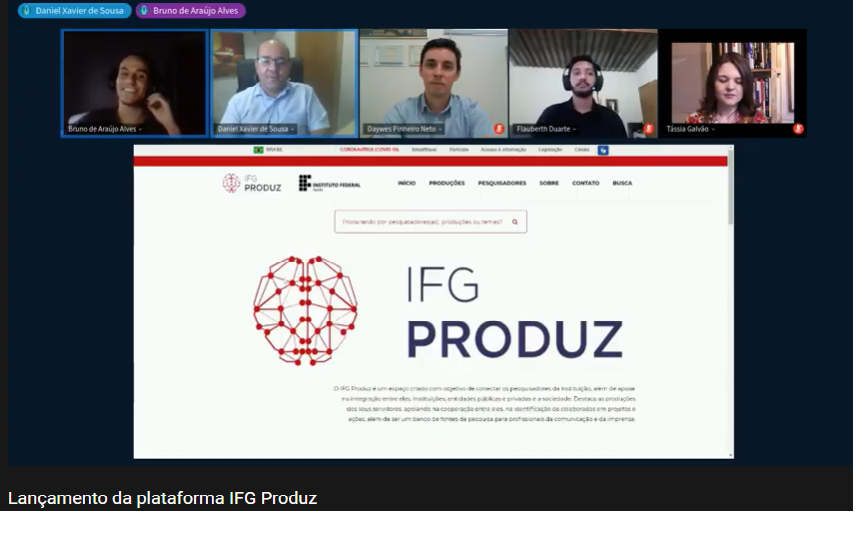 Daniel Xavier de Sousa
Bruno de Araújo Alves
Bruno de Araújo Alves
Daniel Xavier de Sousa
Daywes Pinheiro Neto
Flauberth Duarte
Tássia Galvão
BRASIL
CORONAVÍRUS (COVID-19)
Simplifique!
Participe
Acesso à informação
Legislação
Canais
IFG
PRODUZ
INSTITUTO FEDERAL
Goiás
INÍCIO
PRODUÇÕES
PESQUISADORES
SOBRE
CONTATO
BUSCA
Procurando por pesquisadores(as), produções ou temas?
IFG
PRODUZ
O IFG Produz é um espaço criado com objetivo de conectar os pesquisadores da Instituição, além de apoiar
na integração entre eles, instituições, entidades públicas e privadas e a sociedade. Destaca as produções
dos seus servidores, apoiando na cooperação entre eles, na identificação de colaborados em projetos e
ações, além de ser um banco de fontes de pesquisa para profissionais da comunicação e da imprensa.
Lançamento da plataforma IFG Produz